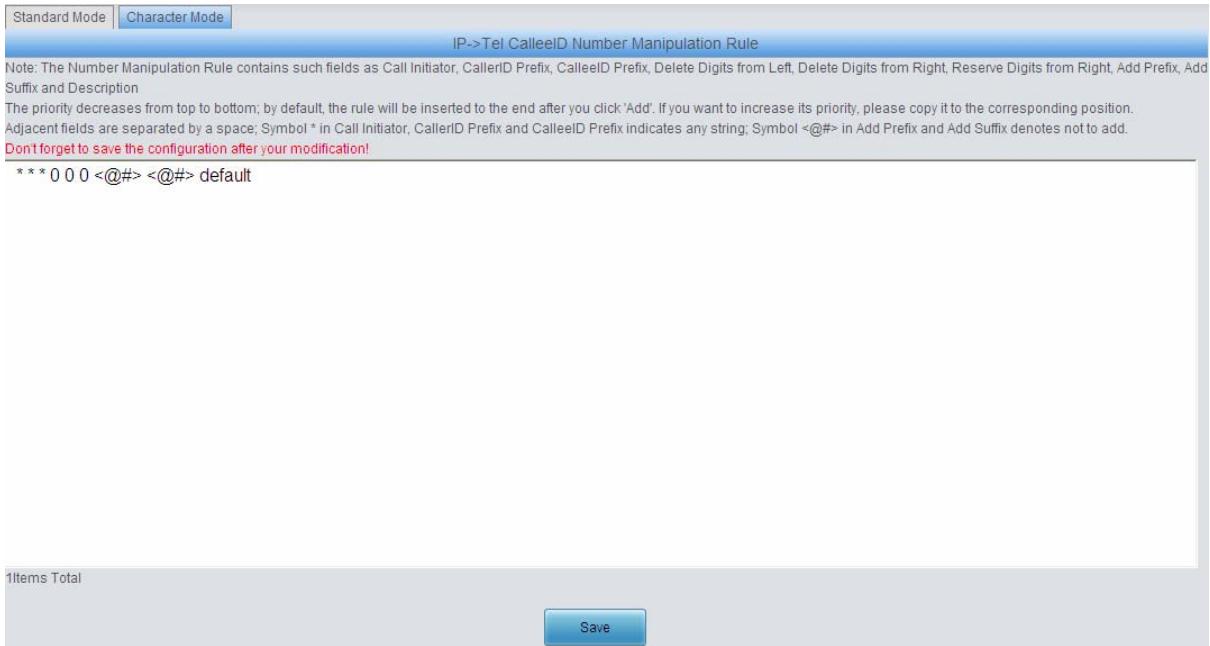 Standard Mode Character Mode
IP->Tel CalleeID Number Manipulation Rule
Note: The Number Manipulation Rule contains such fields as Call Initiator, CallerID Prefix, CalleeID Prefix, Delete Digits from Left, Delete Digits from Right, Reserve Digits from Right, Add Prefix, Add
Suffix and Description
The priority decreases from top to bottom; by default, the rule will be inserted to the end after you click 'Add'. If you want to increase its priority, please copy it to the corresponding position.
Adjacent fields are separated by a space; Symbol * in Call Initiator, CallerID Prefix and CalleeID Prefix indicates any string; Symbol <@#> in Add Prefix and Add Suffix denotes not to add.
Don't forget to save the configuration after your modification!
* * * 0 0 0 <@#> <@#> default
1Items Total
Save